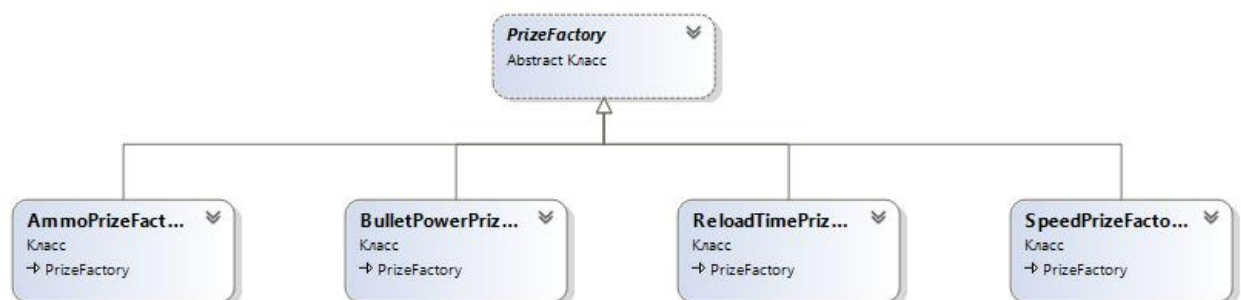 PrizeFactory
Abstract Класс
AmmoPrizeFact...
Класс
PrizeFactory
BulletPowerPriz...
Класс
PrizeFactory
ReloadTimePriz...
Класс
PrizeFactory
SpeedPrizeFacto...
Класс
PrizeFactory